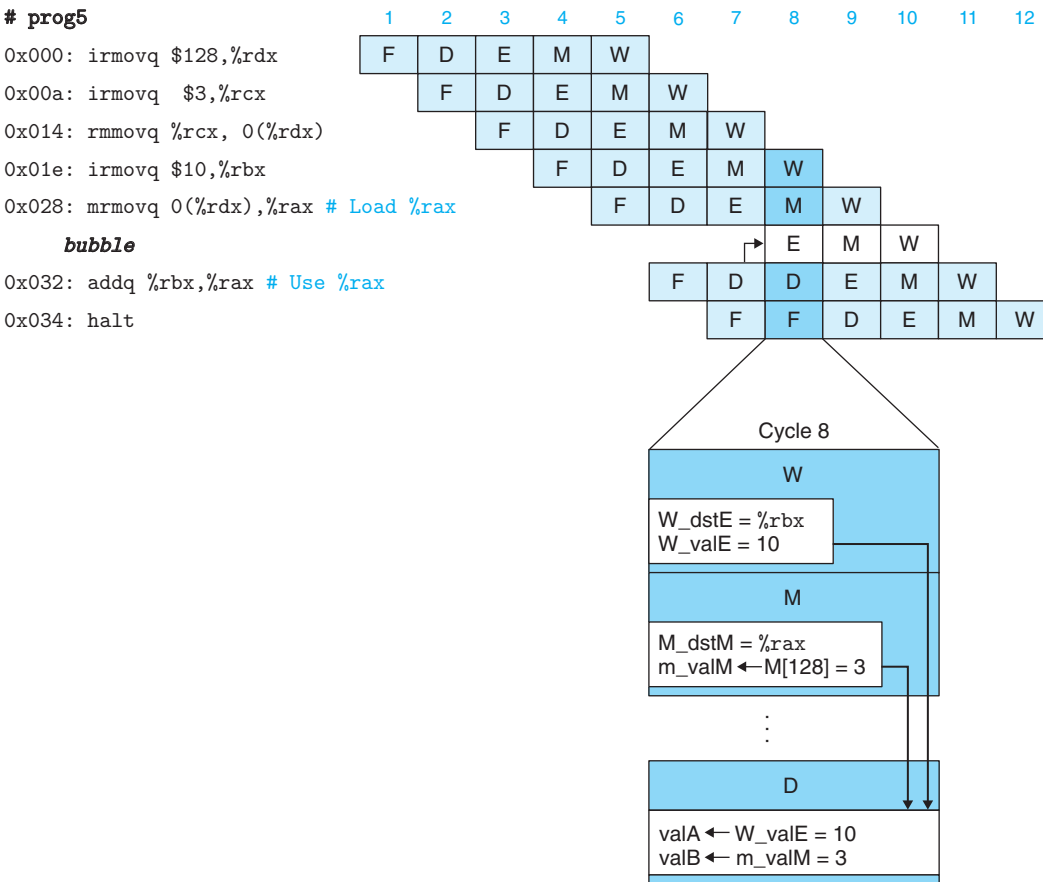 # prog5 1 2 3 4 5 6 7 8 9 10 11 12
0x000: irmovq $128,%rdx F D E M W
0x00a: irmovq $3,%rcx F D E M W
0x014: rmmovq %rcx, 0(%rdx) F D E M W
0x01e: irmovq $10,%rbx F D E M W
0x028: mrmovq 0(%rdx),%rax # Load %rax F D E M W
bubble E M W
0x032: addq %rbx,%rax # Use %rax F D D E M W
0x034: halt F F D E M W
Cycle 8
W
W_dstE = %rbx
W_valE = 10
M
M_dstM = %rax
m_valM ← M[128] = 3
⋮
D
valA ← W_valE = 10
valB ← m_valM = 3